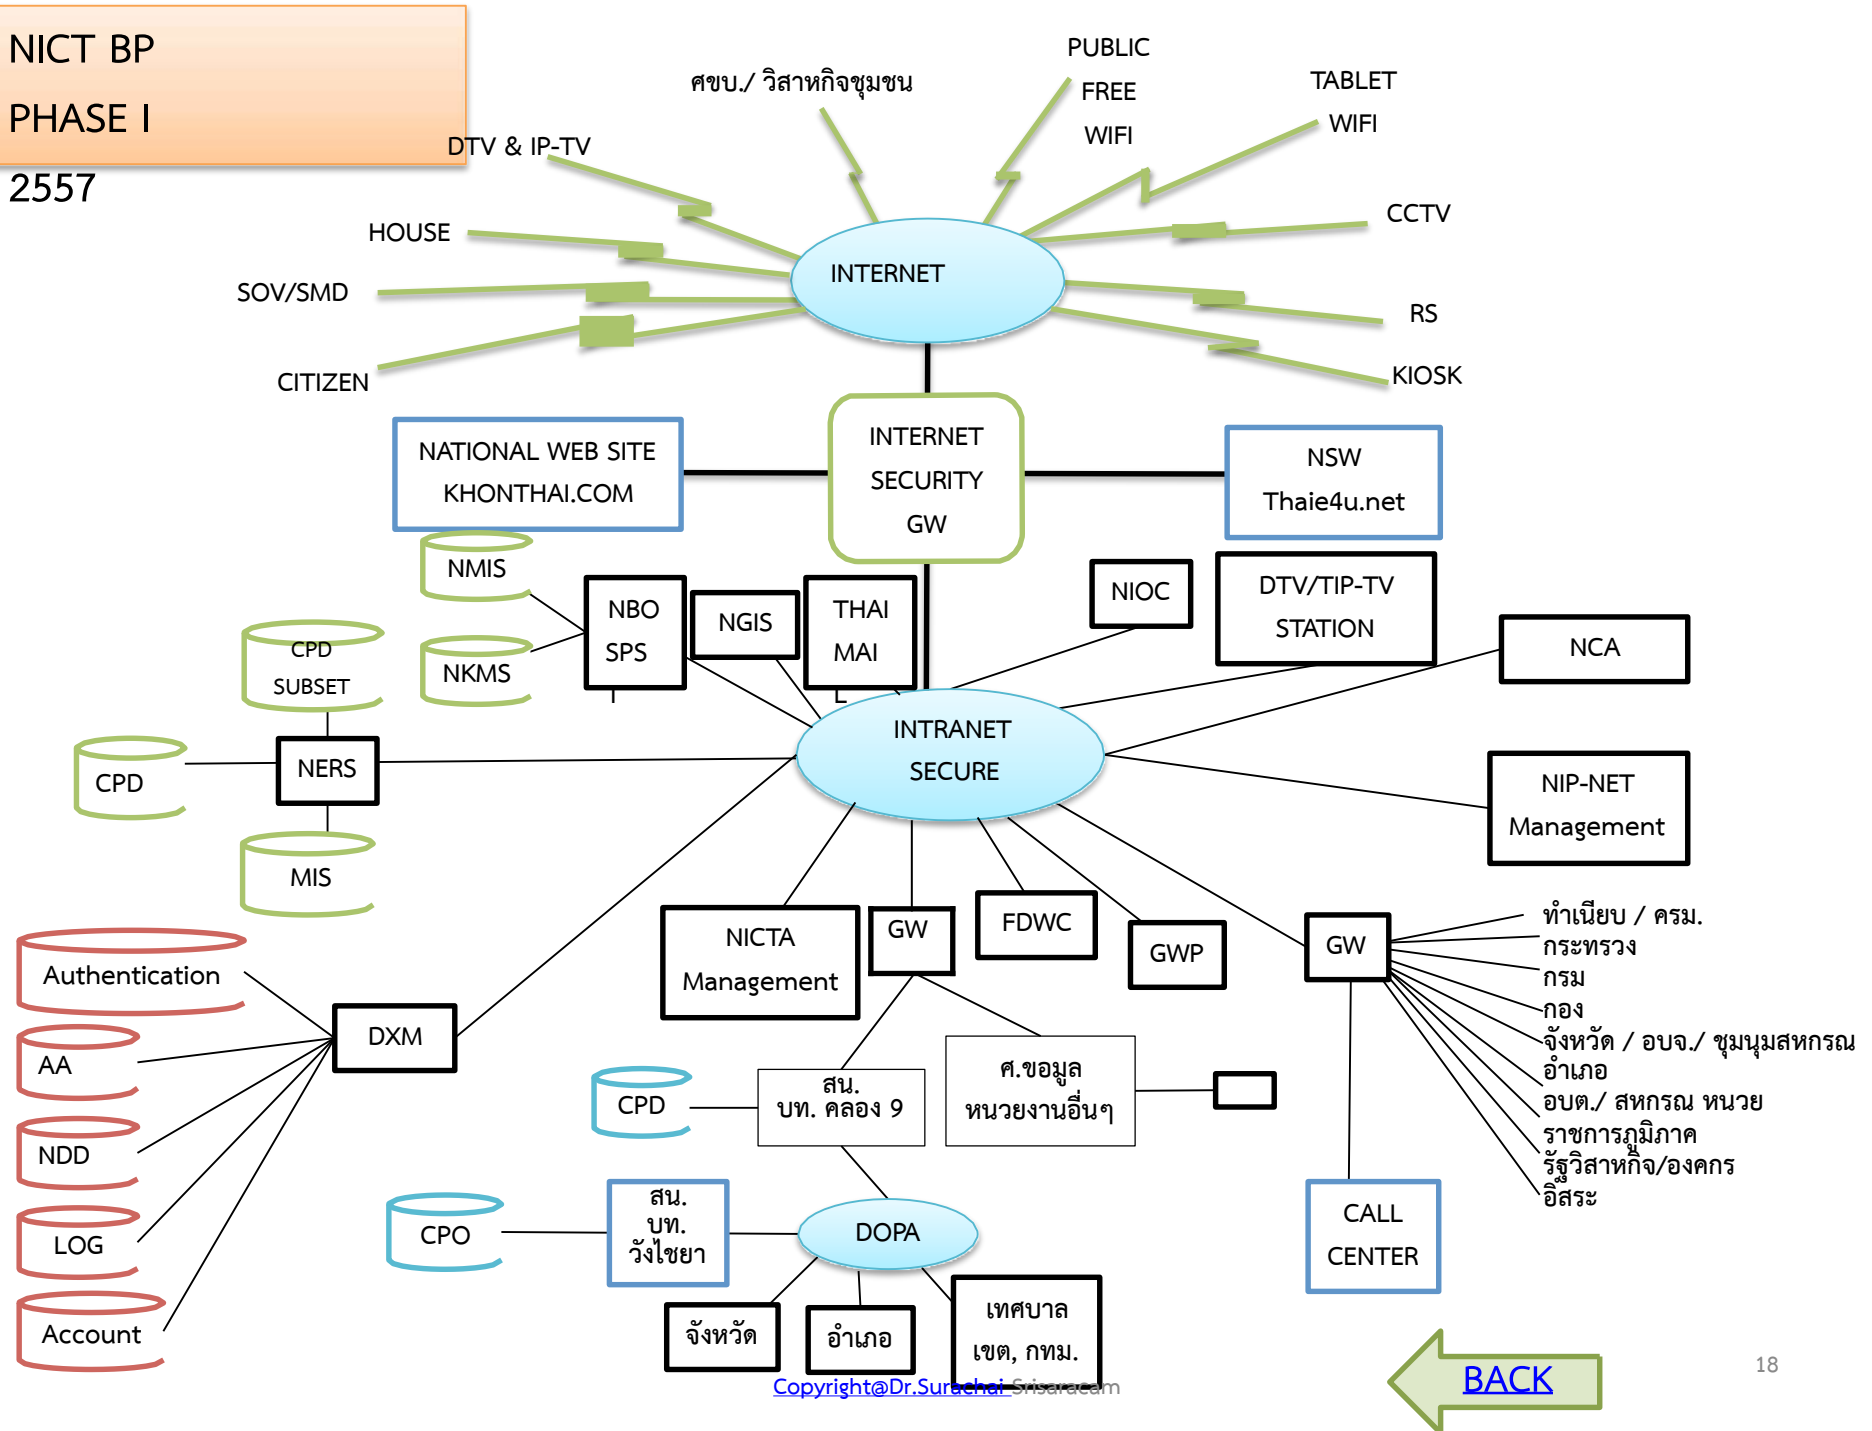 NICT BP
PHASE I
2557
ศขบ./ วิสาหกิจชุมชน
PUBLIC
FREE
WIFI
TABLET
WIFI
DTV & IP-TV
HOUSE
CCTV
INTERNET
SOV/SMD
RS
CITIZEN
KIOSK
NATIONAL WEB SITE
KHONTHAI.COM
INTERNET
SECURITY
GW
NSW
Thaie4u.net
NMIS
NBO
SPS
I
NGIS
THAI
MAI
L
NIOC
DTV/TIP-TV
STATION
NCA
CPD
SUBSET
NKMS
INTRANET
SECURE
CPD
NERS
NIP-NET
Management
MIS
NICTA
Management
GW
FDWC
GWP
GW
ทำเนียบ / ครม.
กระทรวง
กรม
กอง
จังหวัด / อบจ./ ชุมนุมสหกรณ
อำเภอ
อบต./ สหกรณ หนวย
ราชการภูมิภาค
รัฐวิสาหกิจ/องคกร
อิสระ
Authentication
AA
DXM
NDD
LOG
Account
CPD
สน.
บท. คลอง 9
ศ.ขอมูล
หนวยงานอื่นๆ
CPO
สน.
บท.
วังไชยา
DOPA
CALL
CENTER
จังหวัด
อำเภอ
เทศบาล
เขต, กทม.
Copyright@Dr.Surachai Srisaracam
BACK
18